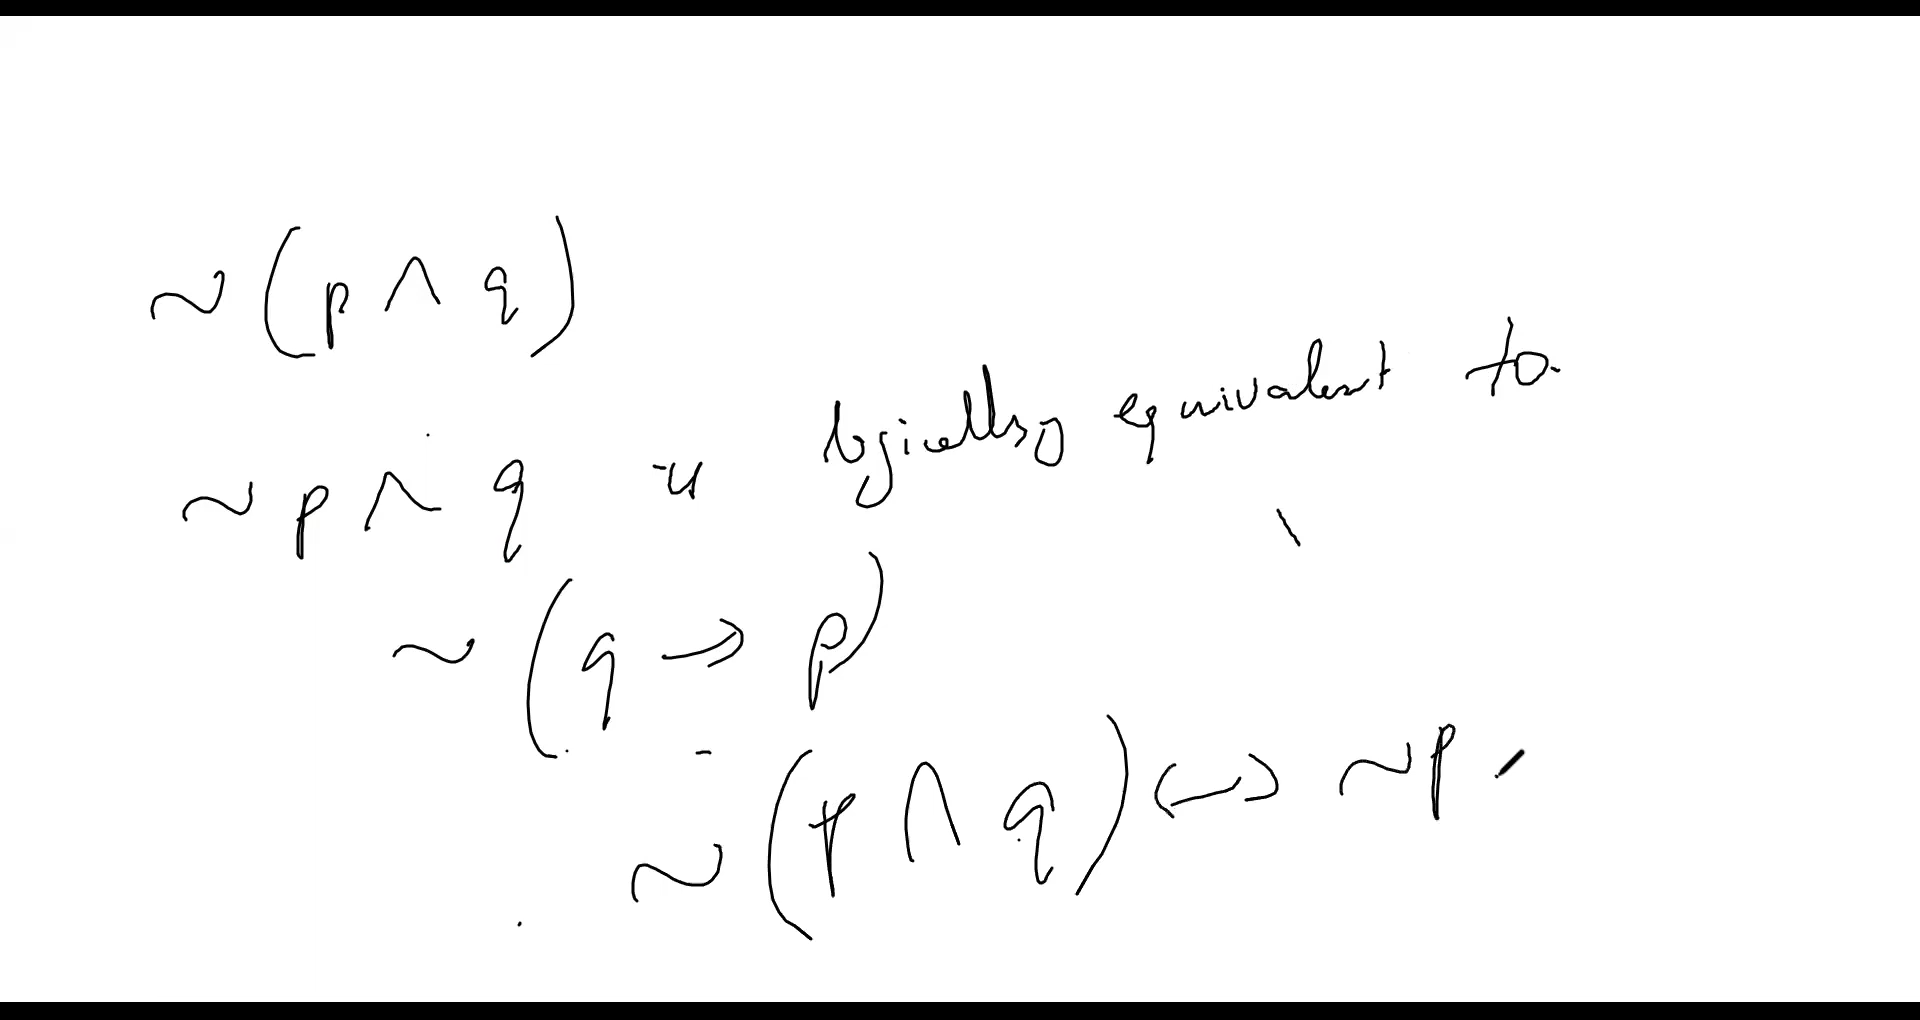 ~(p ∧ q)
~p ∧ q is logically equivalent to
~(q → p)
~(p ∧ q) ↔ ~p